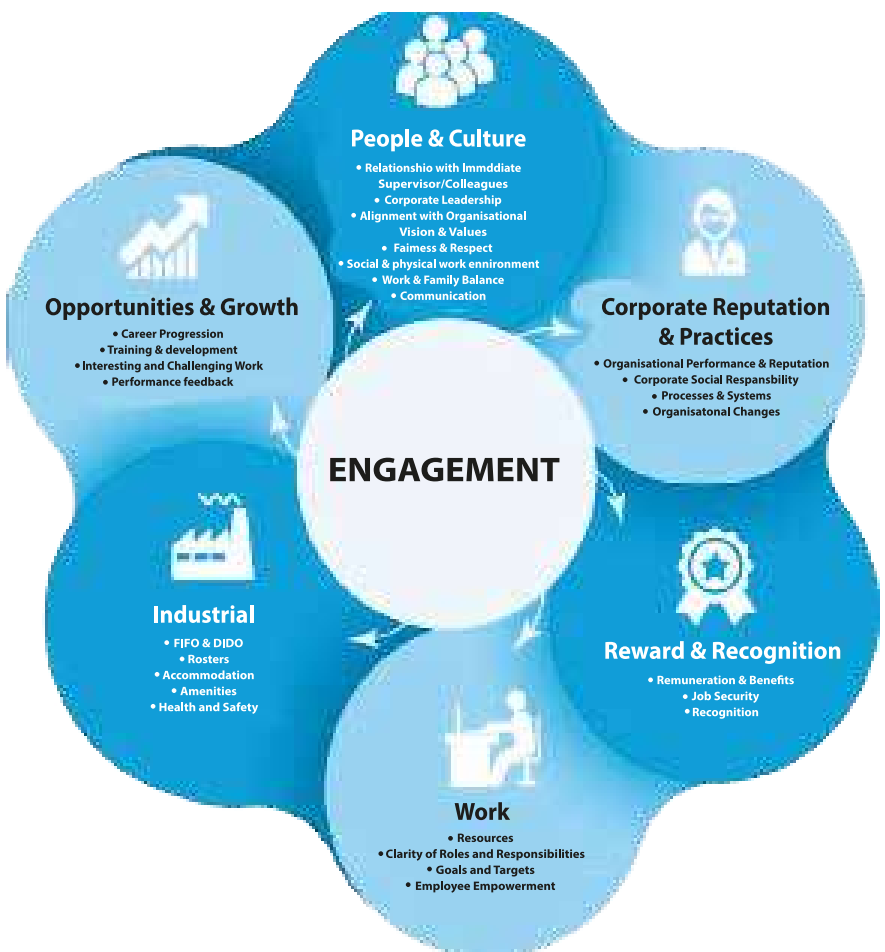 People & Culture
• Relationshio with Immddiate
Supervisor/Colleagues
• Corporate Leadership
• Alignment with Organisational
Vision & Values
• Faimess & Respect
• Social & physical work ennironment
• Work & Family Balance
• Communication
Corporate Reputation
& Practices
• Organisational Performance & Reputation
• Corporate Social Respansbility
• Processes & Systems
• Organisatonal Changes
Reward & Recognition
• Remuneration & Benefits
• Job Security
• Recognition
Work
• Resources
• Clarity of Roles and Responsibilities
• Goals and Targets
• Employee Empowerment
Industrial
• FIFO & DIDO
• Rosters
• Accommodation
• Amenities
• Health and Safety
Opportunities & Growth
• Career Progression
• Training & development
• Interesting and Challenging Work
• Performance feedback
ENGAGEMENT